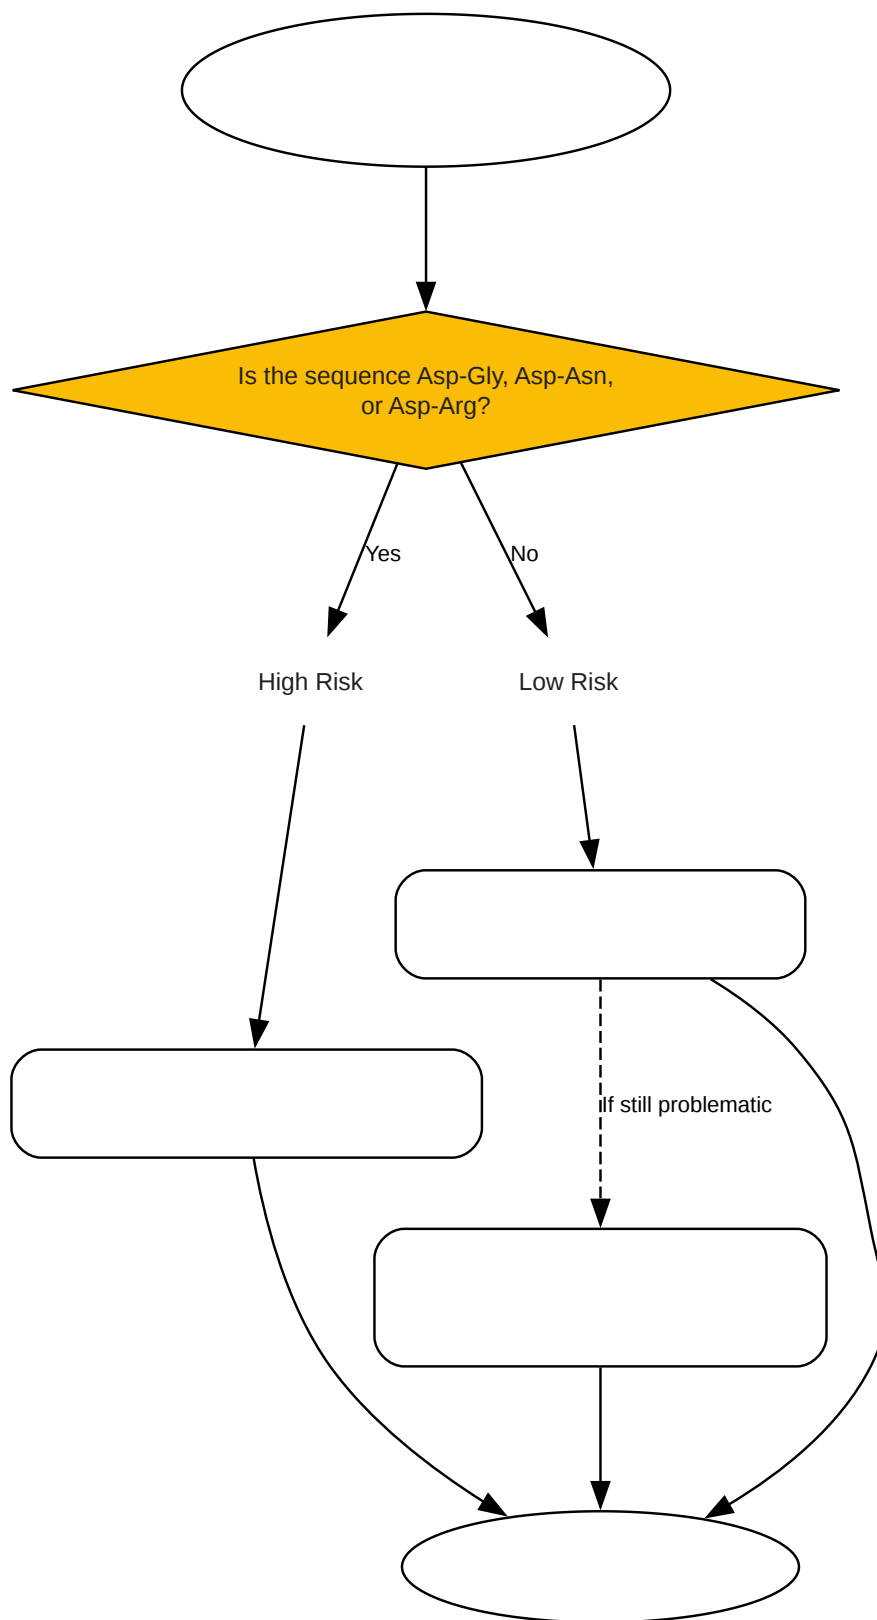 Is the sequence Asp-Gly, Asp-Asn,
or Asp-Arg?
Yes
No
High Risk
Low Risk
If still problematic